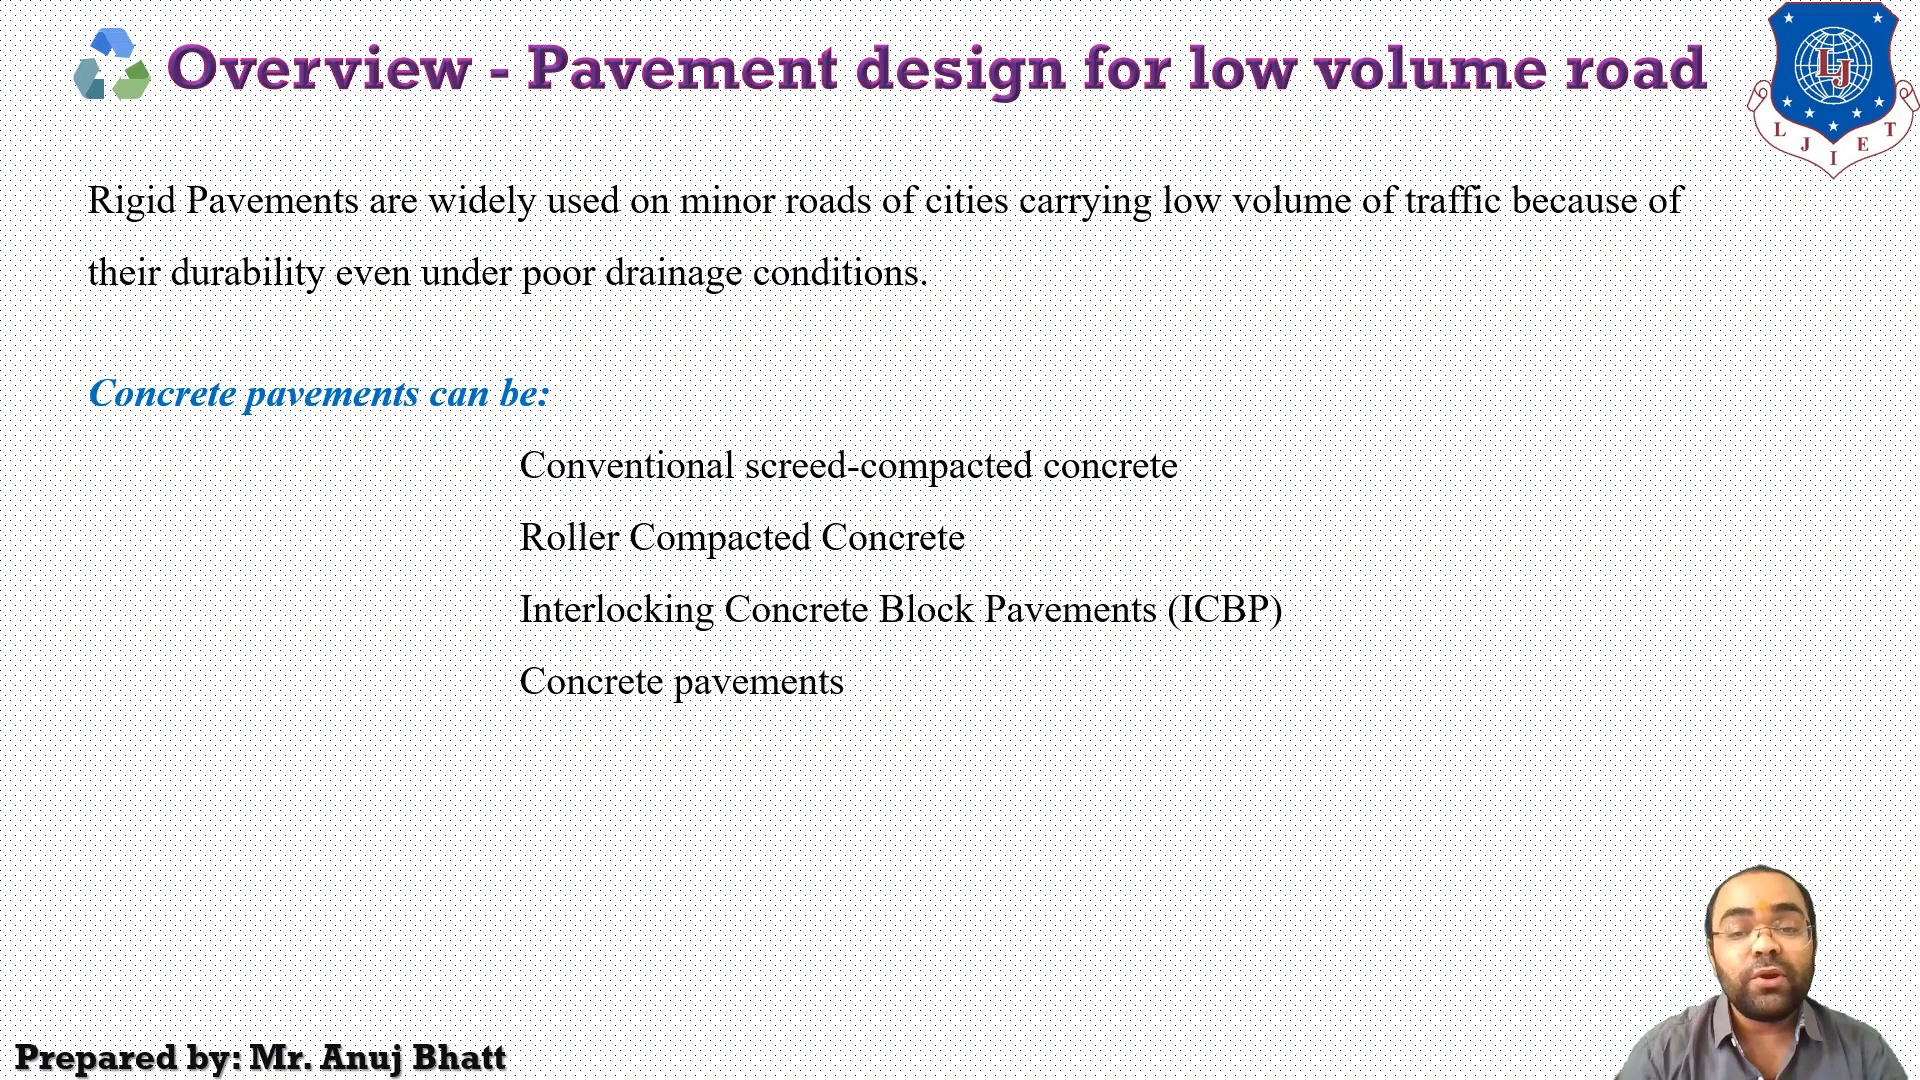 Overview - Pavement design for low volume road
LJ
L J I E T
Rigid Pavements are widely used on minor roads of cities carrying low volume of traffic because of
their durability even under poor drainage conditions.
Concrete pavements can be:
Conventional screed-compacted concrete
Roller Compacted Concrete
Interlocking Concrete Block Pavements (ICBP)
Concrete pavements
Prepared by: Mr. Anuj Bhatt